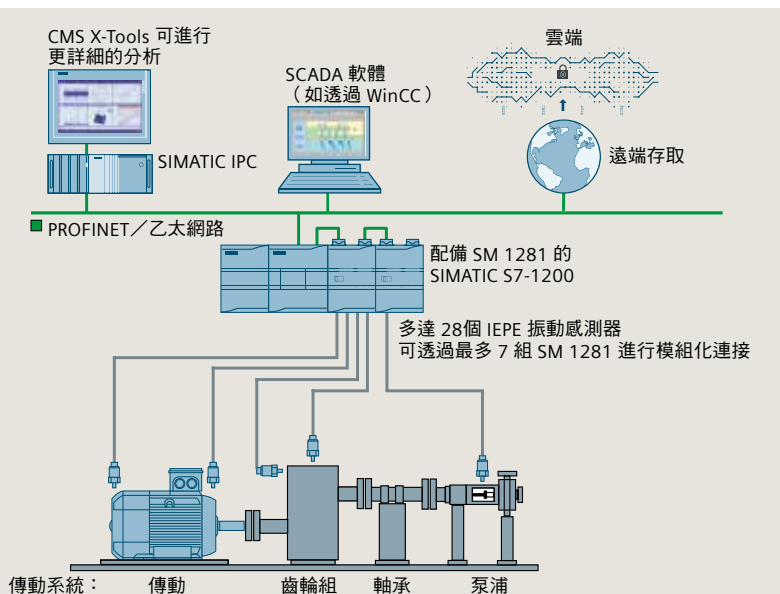 CMS X-Tools 可進行
更詳細的分析
SIMATIC IPC
SCADA 軟體
（如透過 WinCC）
雲端
遠端存取
PROFINET／乙太網路
配備 SM 1281 的
SIMATIC S7-1200
多達 28個 IEPE 振動感測器
可透過最多 7 組 SM 1281 進行模組化連接
傳動系統： 傳動 齒輪組 軸承 泵浦